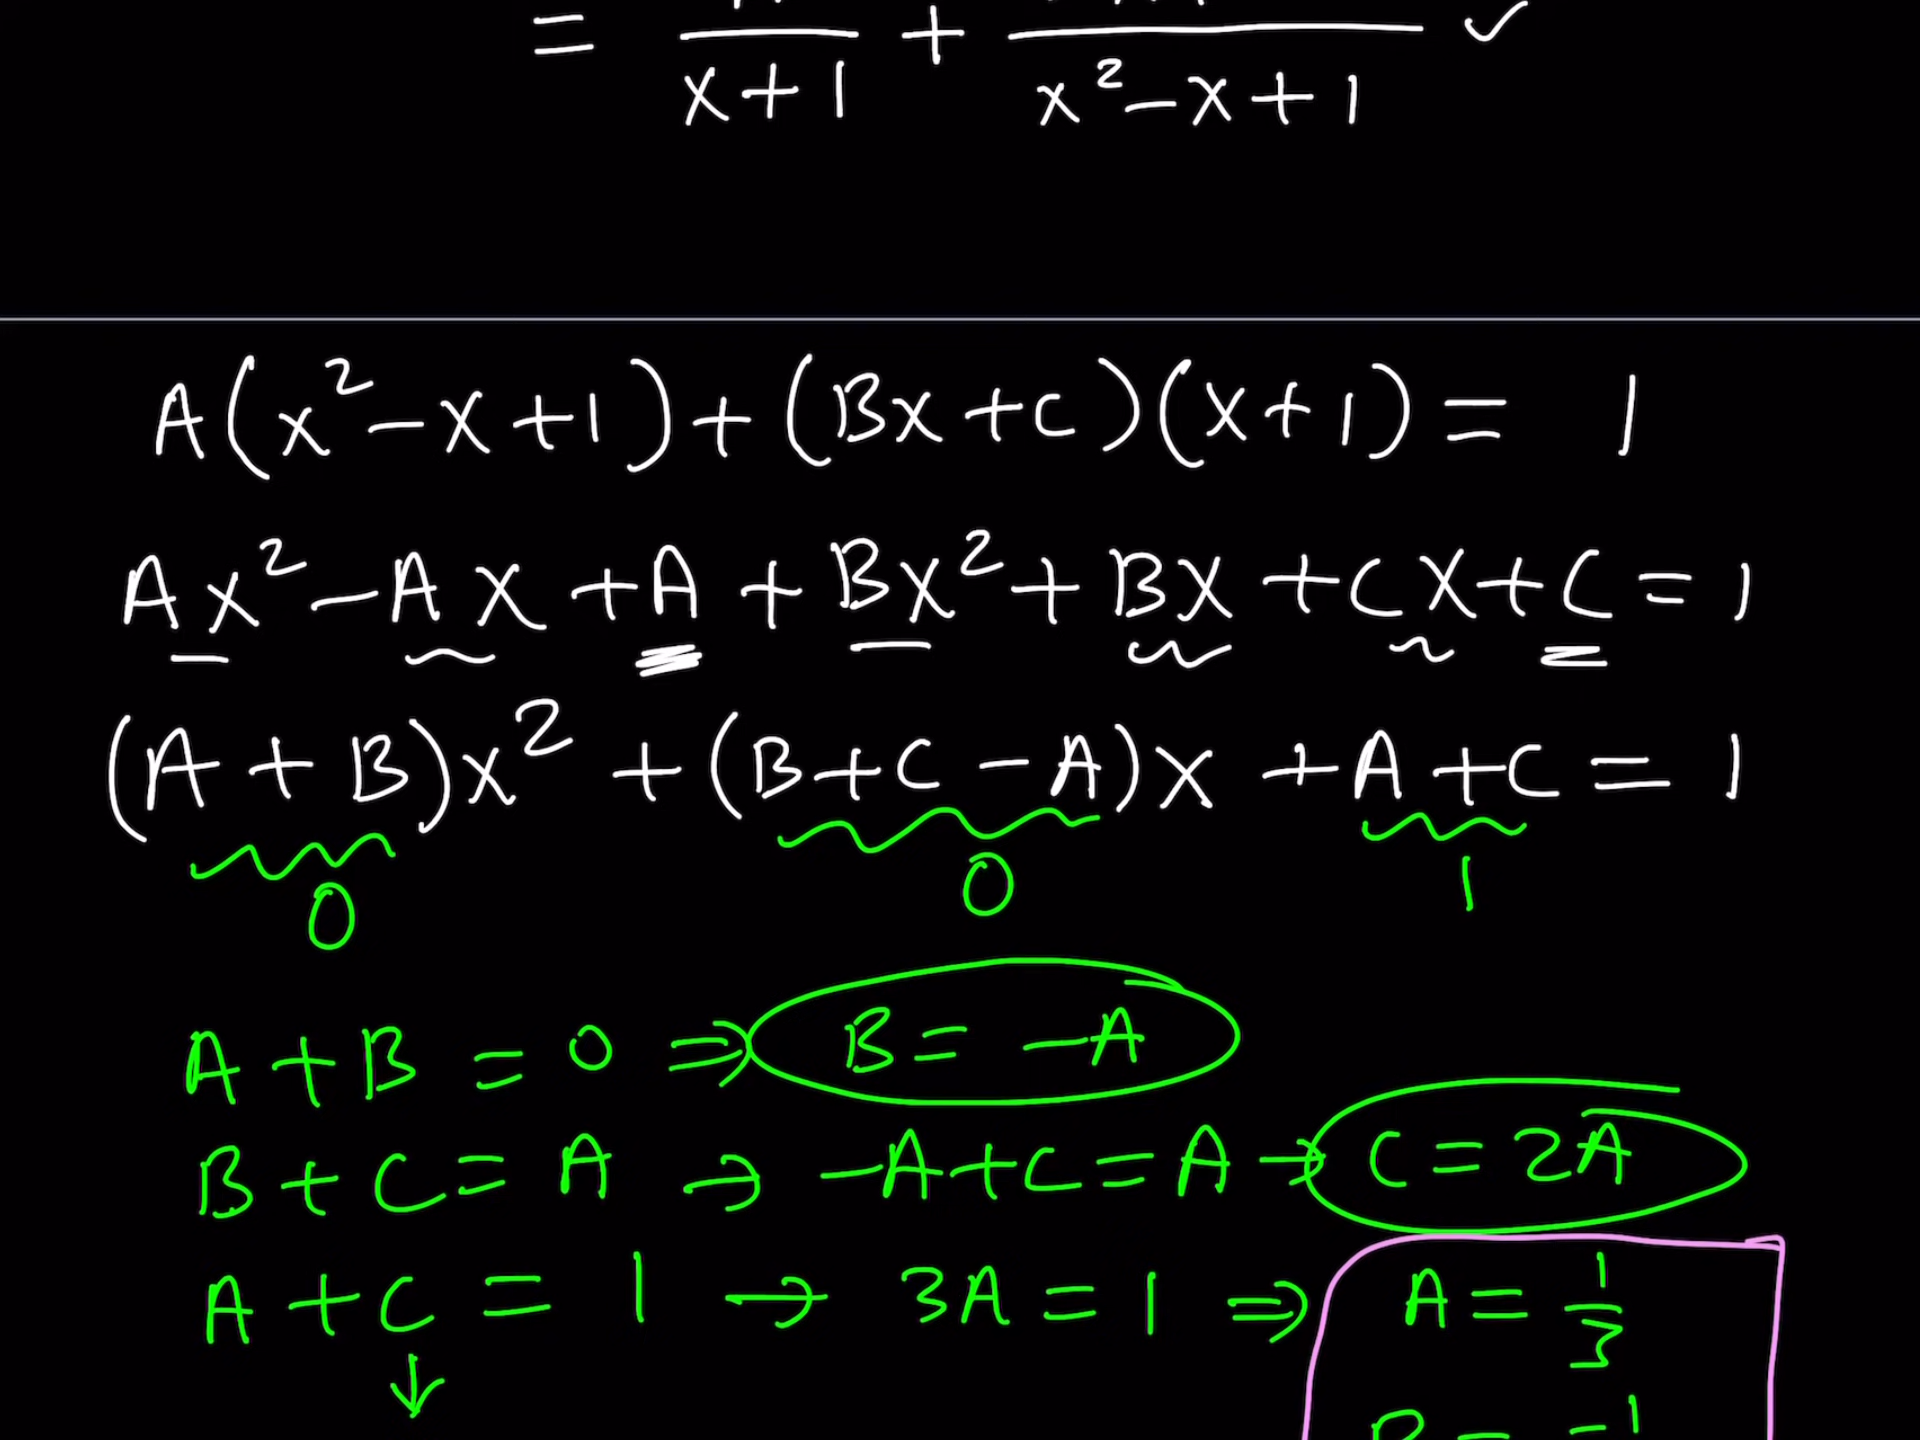 = x+1 + x²-x+1
A(x²-x+1)+(Bx+C)(x+1)= 1
Ax²-Ax+A+Bx²+Bx+Cx+C=1
(A+B)x²+(B+C-A)x+A+C=1
0 0 1
A+B=0 ⇒ B=-A
B+C=A → -A+C=A → C=2A
A+C=1 → 3A=1 ⇒ A=1/3
↓